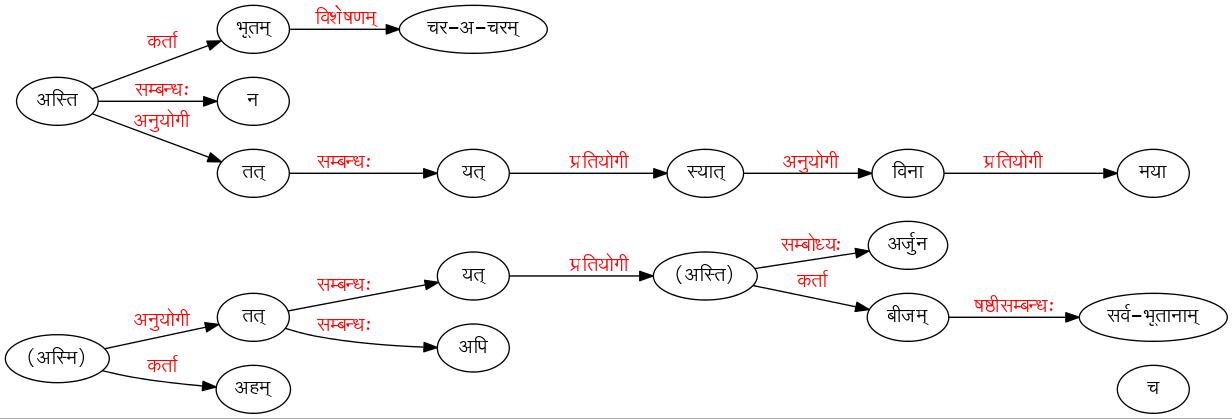 कर्ता
भूतम्
विशेषणम्
चर-अ-चरम्
अस्ति
सम्बन्धः
न
अनुयोगी
तत्
सम्बन्धः
यत्
प्रतियोगी
स्यात्
अनुयोगी
विना
प्रतियोगी
मया
सम्बोध्यः
अर्जुन
सम्बन्धः
यत्
प्रतियोगी
(अस्ति)
कर्ता
बीजम्
षष्ठीसम्बन्धः
सर्व-भूतानाम्
अनुयोगी
तत्
सम्बन्धः
अपि
(अस्मि)
कर्ता
अहम्
च